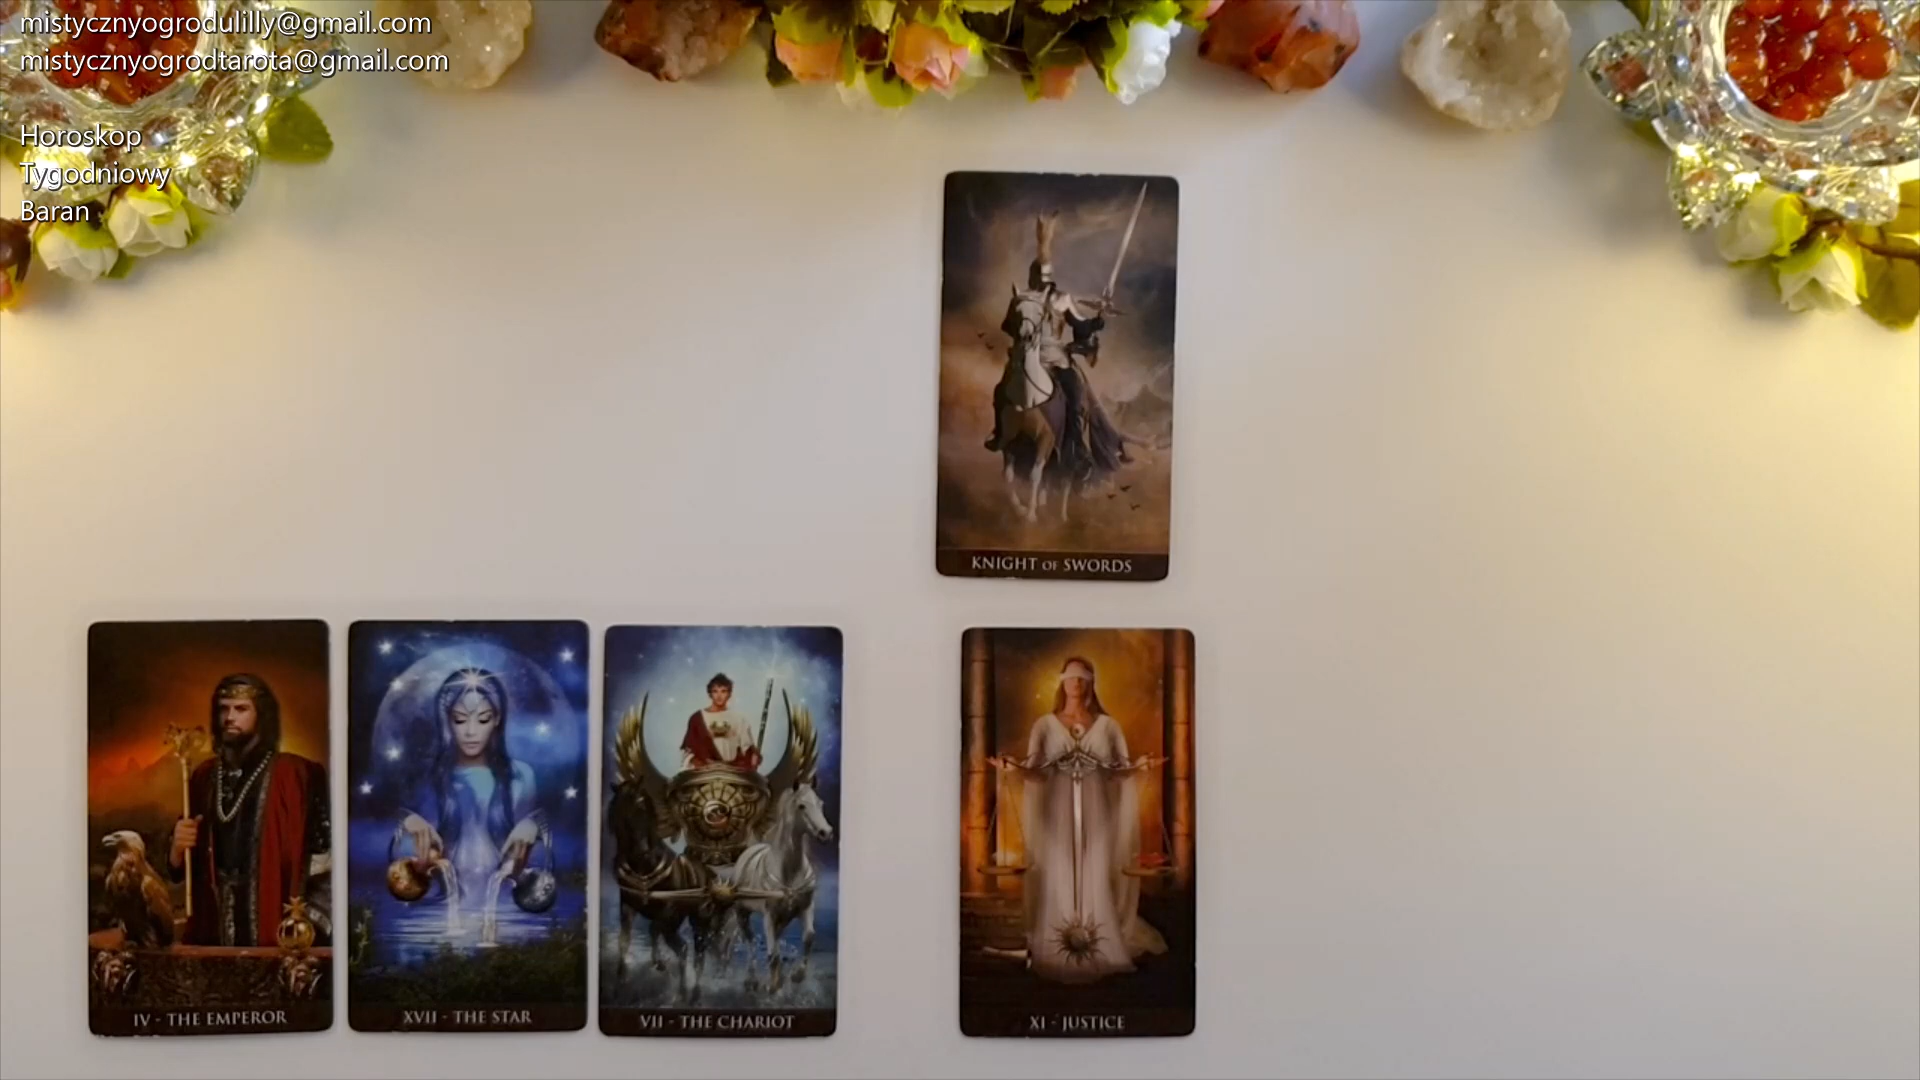 mistycznyogrodulilly@gmail.com
mistycznyogrodtarota@gmail.com
Horoskop
Tygodniowy
Baran
KNIGHT OF SWORDS
IV - THE EMPEROR
XVII - THE STAR
VII - THE CHARIOT
XI - JUSTICE